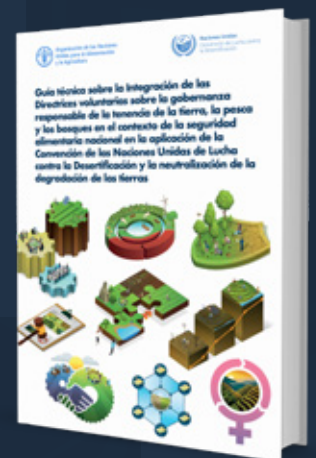 Organización de las Naciones
Unidas para la Alimentación
y la Agricultura
Naciones Unidas
Convención de Lucha contra
la Desertificación
Guía técnica sobre la Integración de las
Directrices voluntarias sobre la gobernanza
responsable de la tenencia de la tierra, la pesca
y los bosques en el contexto de la seguridad
alimentaria nacional en la aplicación de la
Convención de las Naciones Unidas de Lucha
contra la Desertificación y la neutralización de la
degradación de las tierras